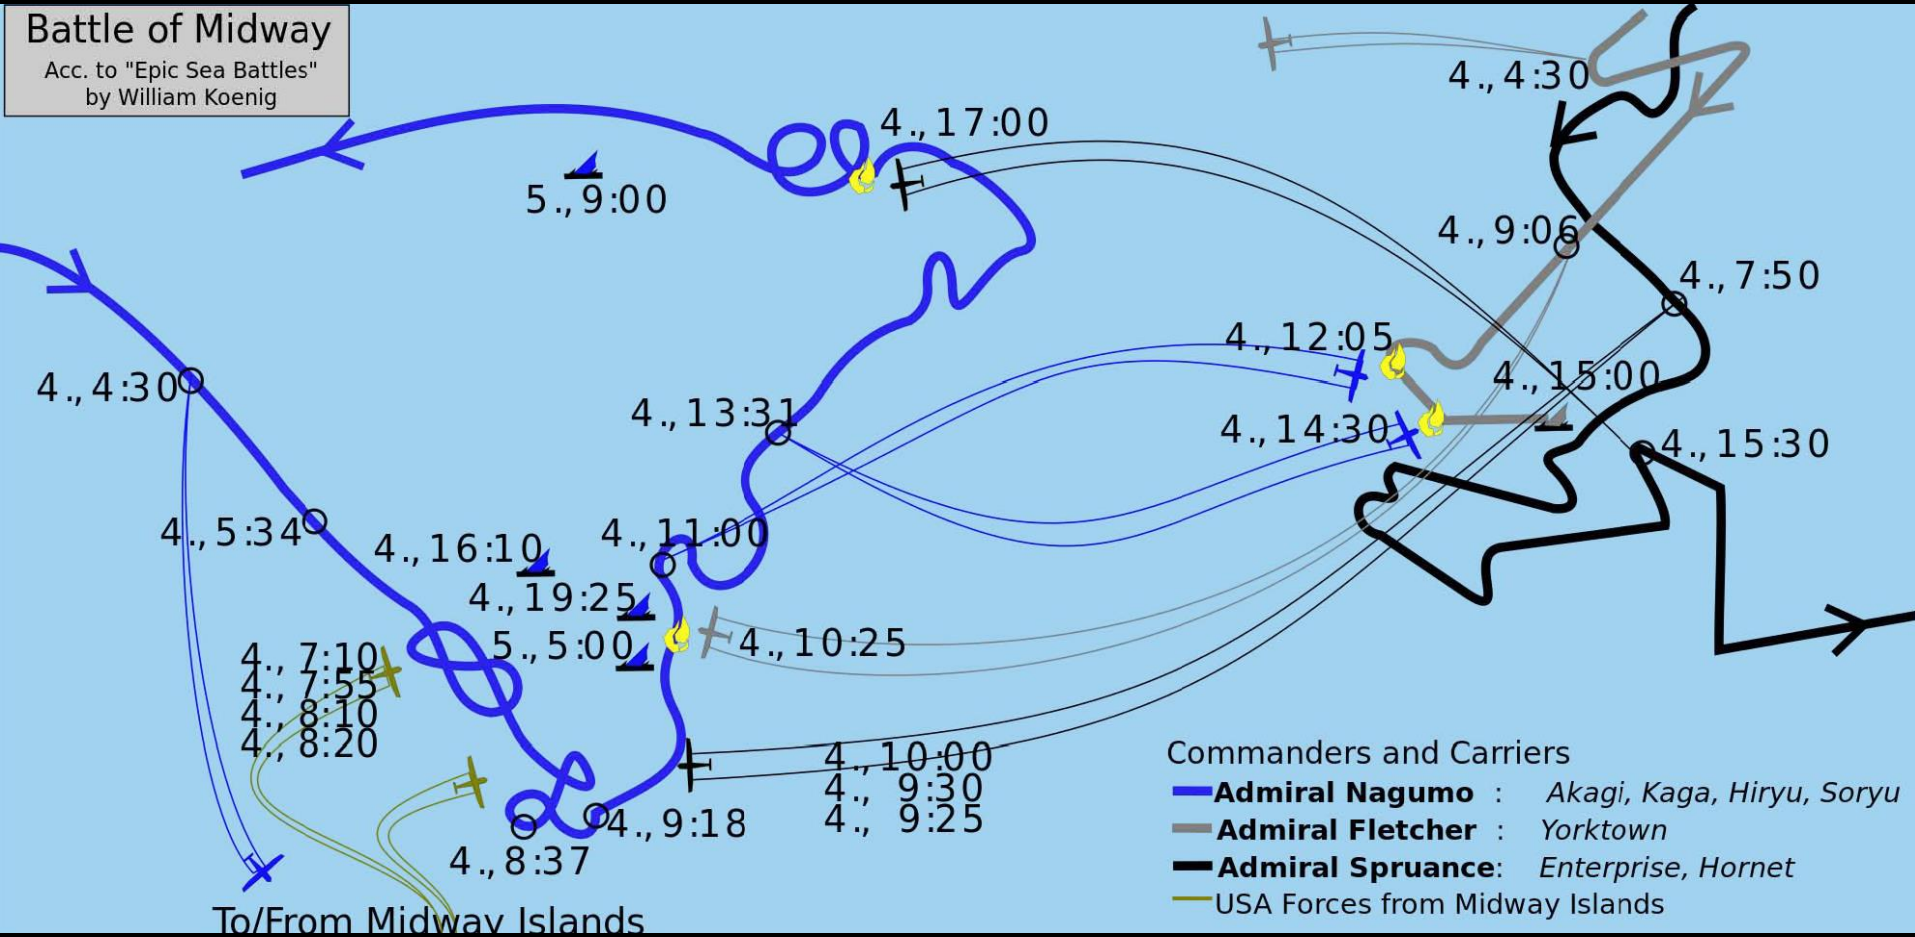 Battle of Midway
Acc. to "Epic Sea Battles"
by William Koenig
4., 4:30
4., 17:00
5., 9:00
4., 9:06
4., 7:50
4., 12:05
4., 15:00
4., 4:30
4., 13:31
4., 14:30
4., 15:30
4., 5:34
4., 16:10
4., 11:00
4., 19:25
5., 5:00
4., 10:25
4., 7:10
4., 7:55
4., 8:10
4., 8:20
4., 10:00
4., 9:30
4., 9:25
4., 9:18
4., 8:37
To/From Midway Islands
Commanders and Carriers
Admiral Nagumo : Akagi, Kaga, Hiryu, Soryu
Admiral Fletcher : Yorktown
Admiral Spruance: Enterprise, Hornet
USA Forces from Midway Islands